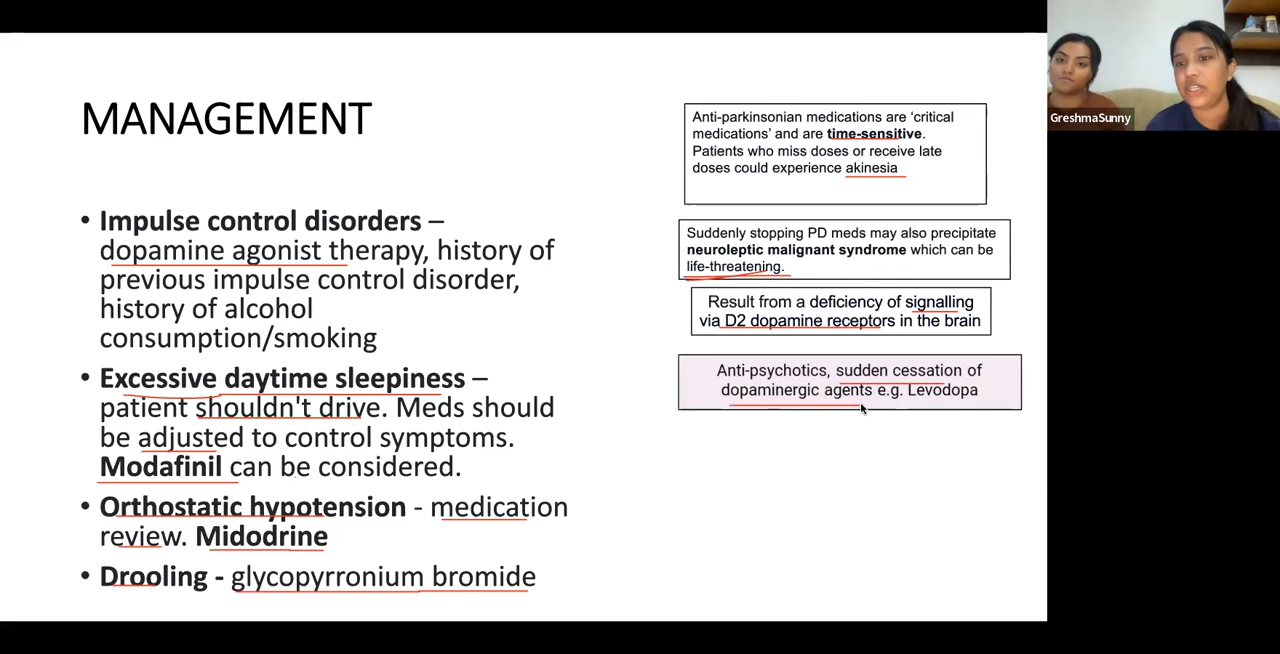 MANAGEMENT
• Impulse control disorders –
dopamine agonist therapy, history of
previous impulse control disorder,
history of alcohol
consumption/smoking
• Excessive daytime sleepiness –
patient shouldn't drive. Meds should
be adjusted to control symptoms.
Modafinil can be considered.
• Orthostatic hypotension - medication
review. Midodrine
• Drooling - glycopyrronium bromide
Anti-parkinsonian medications are ‘critical
medications’ and are time-sensitive.
Patients who miss doses or receive late
doses could experience akinesia
Suddenly stopping PD meds may also precipitate
neuroleptic malignant syndrome which can be
life-threatening.
Result from a deficiency of signalling
via D2 dopamine receptors in the brain
Anti-psychotics, sudden cessation of
dopaminergic agents e.g. Levodopa
GreshmaSunny